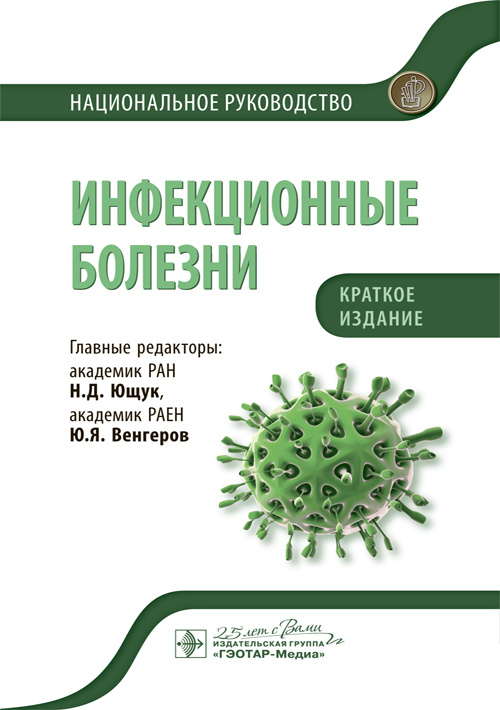 НАЦИОНАЛЬНОЕ РУКОВОДСТВО
ИНФЕКЦИОННЫЕ
БОЛЕЗНИ
КРАТКОЕ
ИЗДАНИЕ
Главные редакторы:
академик РАН
Н.Д. Ющук,
академик РАЕН
Ю.Я. Венгеров
25 лет с Вами
ИЗДАТЕЛЬСКАЯ ГРУППА
«ГЭОТАР-Медиа»